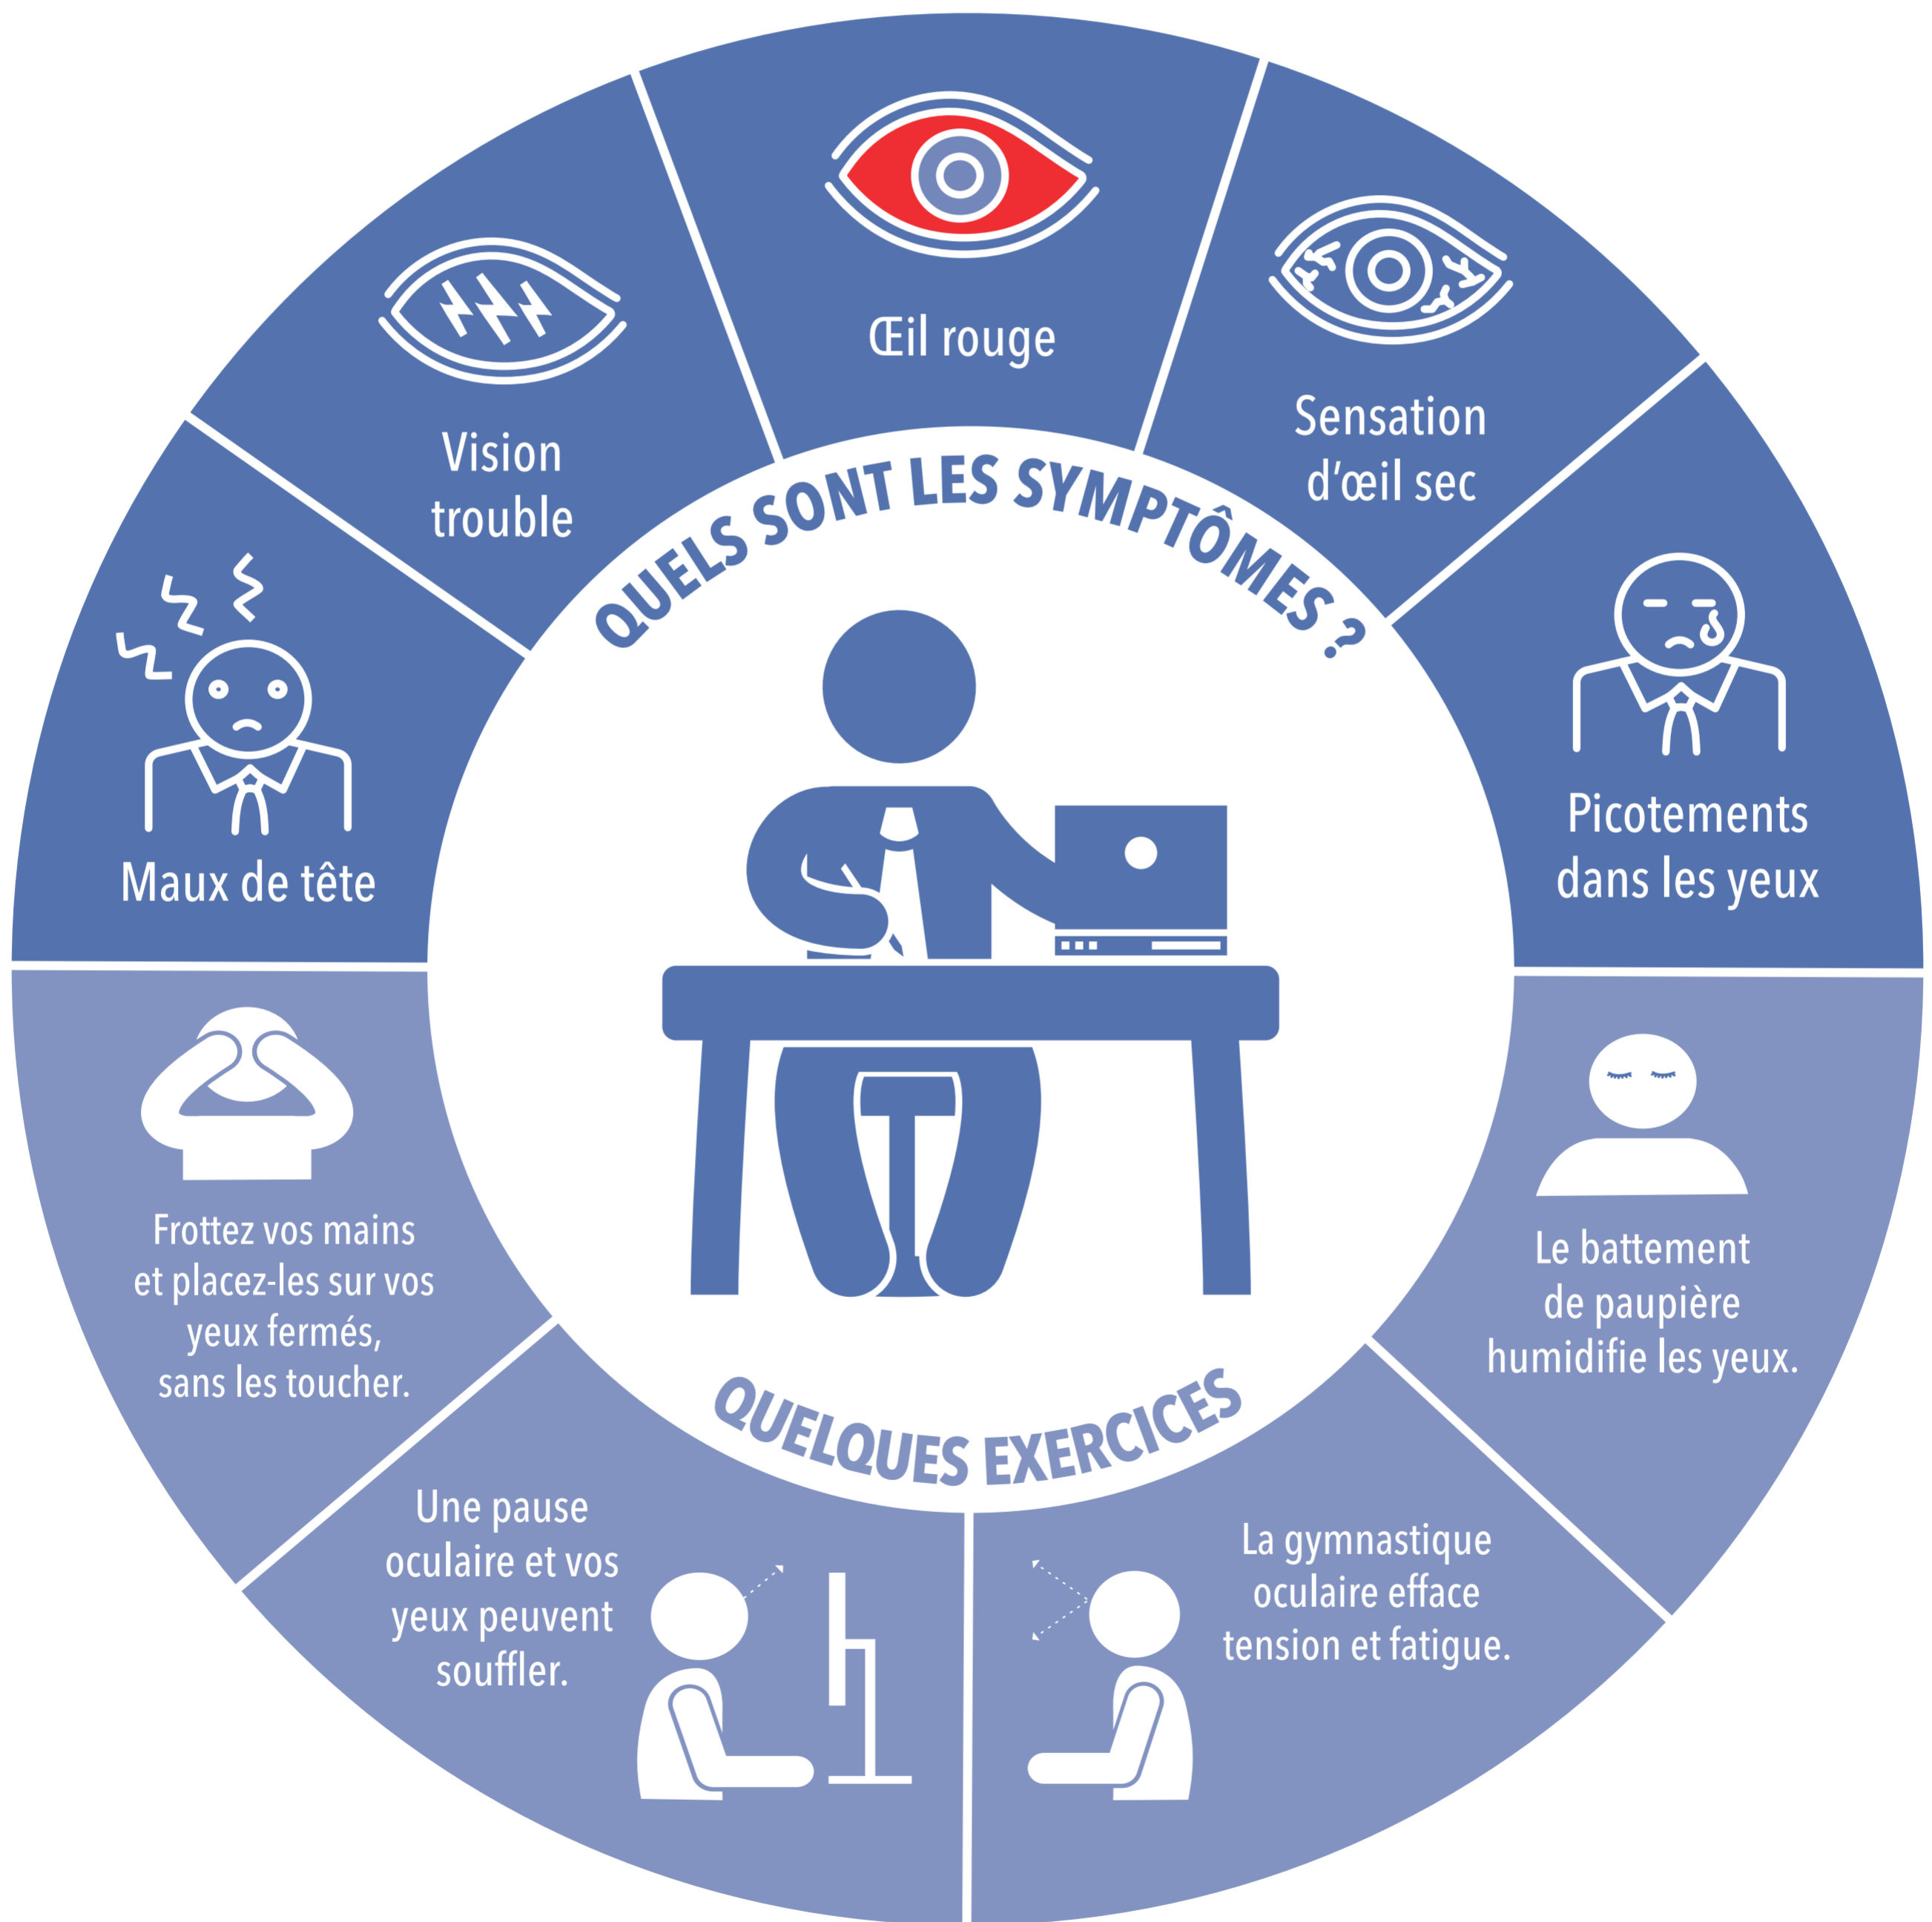 QUELS SONT LES SYMPTÔMES ?
Maux de tête
Vision
trouble
Œil rouge
Sensation
d'œil sec
Picotements
dans les yeux
QUELQUES EXERCICES
Frottez vos mains
et placez-les sur vos
yeux fermés,
sans les toucher.
Une pause
oculaire et vos
yeux peuvent
souffler.
La gymnastique
oculaire efface
tension et fatigue.
Le battement
de paupière
humidifie les yeux.